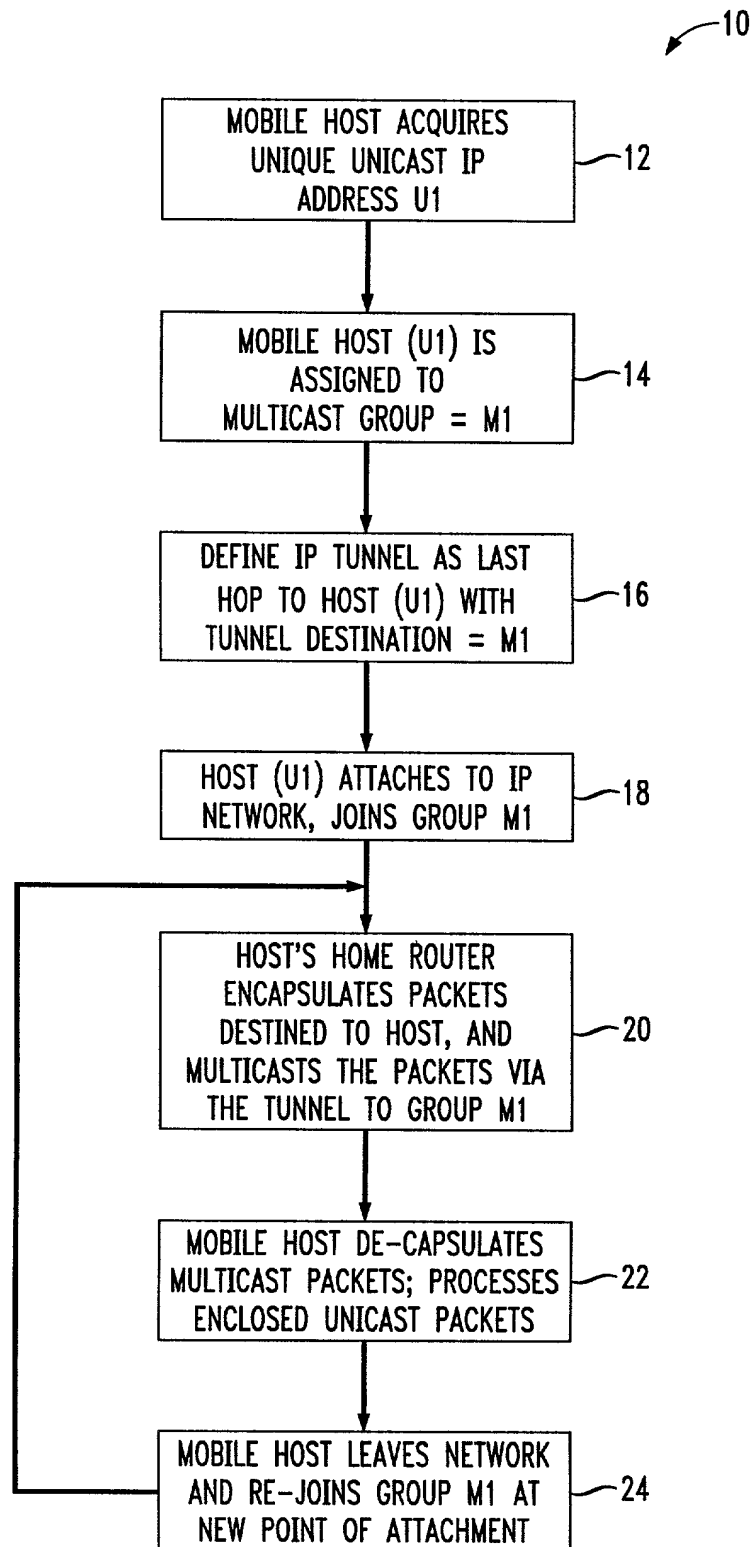 10
MOBILE HOST ACQUIRES
UNIQUE UNICAST IP
ADDRESS U1
12
MOBILE HOST (U1) IS
ASSIGNED TO
MULTICAST GROUP = M1
14
DEFINE IP TUNNEL AS LAST
HOP TO HOST (U1) WITH
TUNNEL DESTINATION = M1
16
HOST (U1) ATTACHES TO IP
NETWORK, JOINS GROUP M1
18
HOST'S HOME ROUTER
ENCAPSULATES PACKETS
DESTINED TO HOST, AND
MULTICASTS THE PACKETS VIA
THE TUNNEL TO GROUP M1
20
MOBILE HOST DE-CAPSULATES
MULTICAST PACKETS; PROCESSES
ENCLOSED UNICAST PACKETS
22
MOBILE HOST LEAVES NETWORK
AND RE-JOINS GROUP M1 AT
NEW POINT OF ATTACHMENT
24